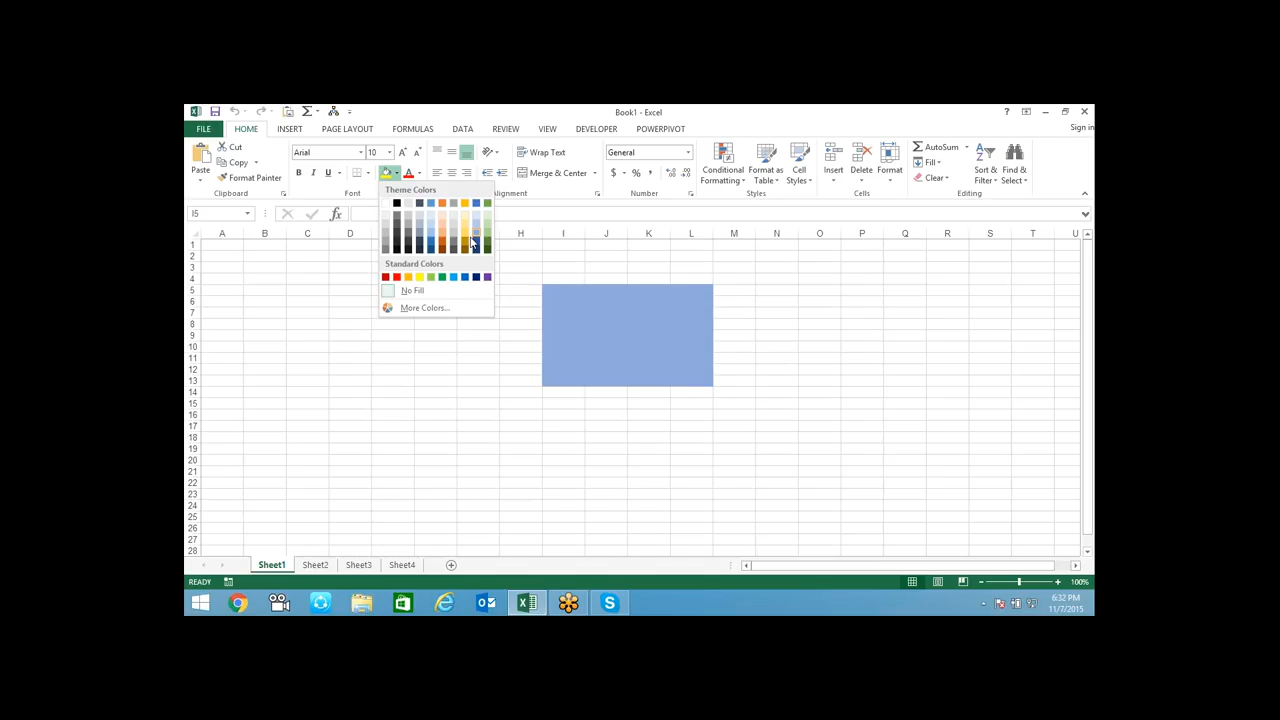 Book1 - Excel
FILE HOME INSERT PAGE LAYOUT FORMULAS DATA REVIEW VIEW DEVELOPER POWERPIVOT Sign in
Paste Cut Copy Format Painter
Clipboard
Arial 10 A A
B I U A
Font
Wrap Text
Merge & Center
Alignment
General
$ % ,
Number
Conditional Formatting Format as Table Cell Styles
Styles
Insert Delete Format
Cells
AutoSum Fill Clear Sort & Filter Find & Select
Editing
I5 fx
Theme Colors
Standard Colors
No Fill
More Colors...
A B C D H I J K L M N O P Q R S T U
1
2
3
4
5
6
7
8
9
10
11
12
13
14
15
16
17
18
19
20
21
22
23
24
25
26
27
28
Sheet1 Sheet2 Sheet3 Sheet4
READY 100%
6:32 PM
11/7/2015